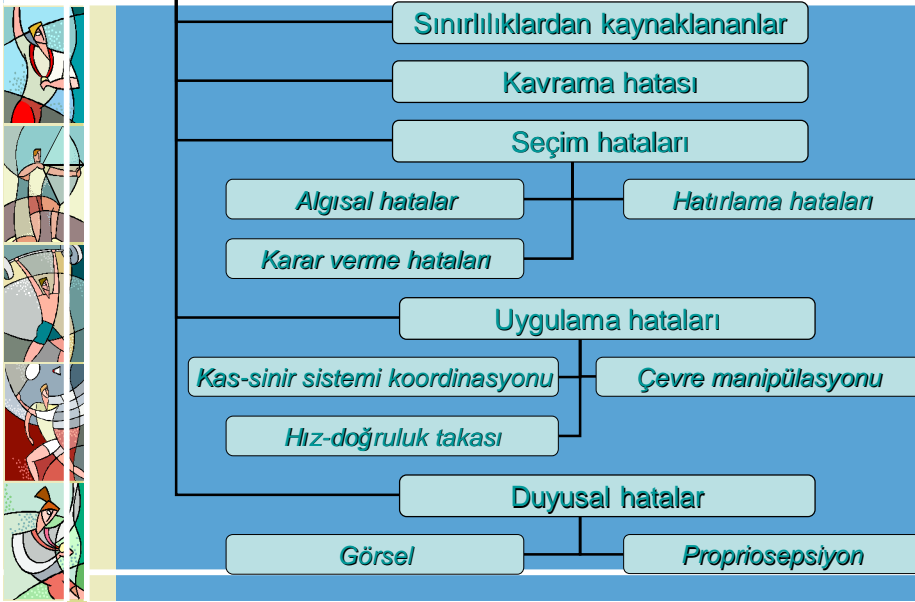 Sınırlılıklardan kaynaklananlar
Kavrama hatası
Seçim hataları
Algısal hatalar
Hatırlama hataları
Karar verme hataları
Uygulama hataları
Kas-sinir sistemi koordinasyonu
Çevre manipülasyonu
Hız-doğruluk takası
Duyusal hatalar
Görsel
Propriosepsiyon